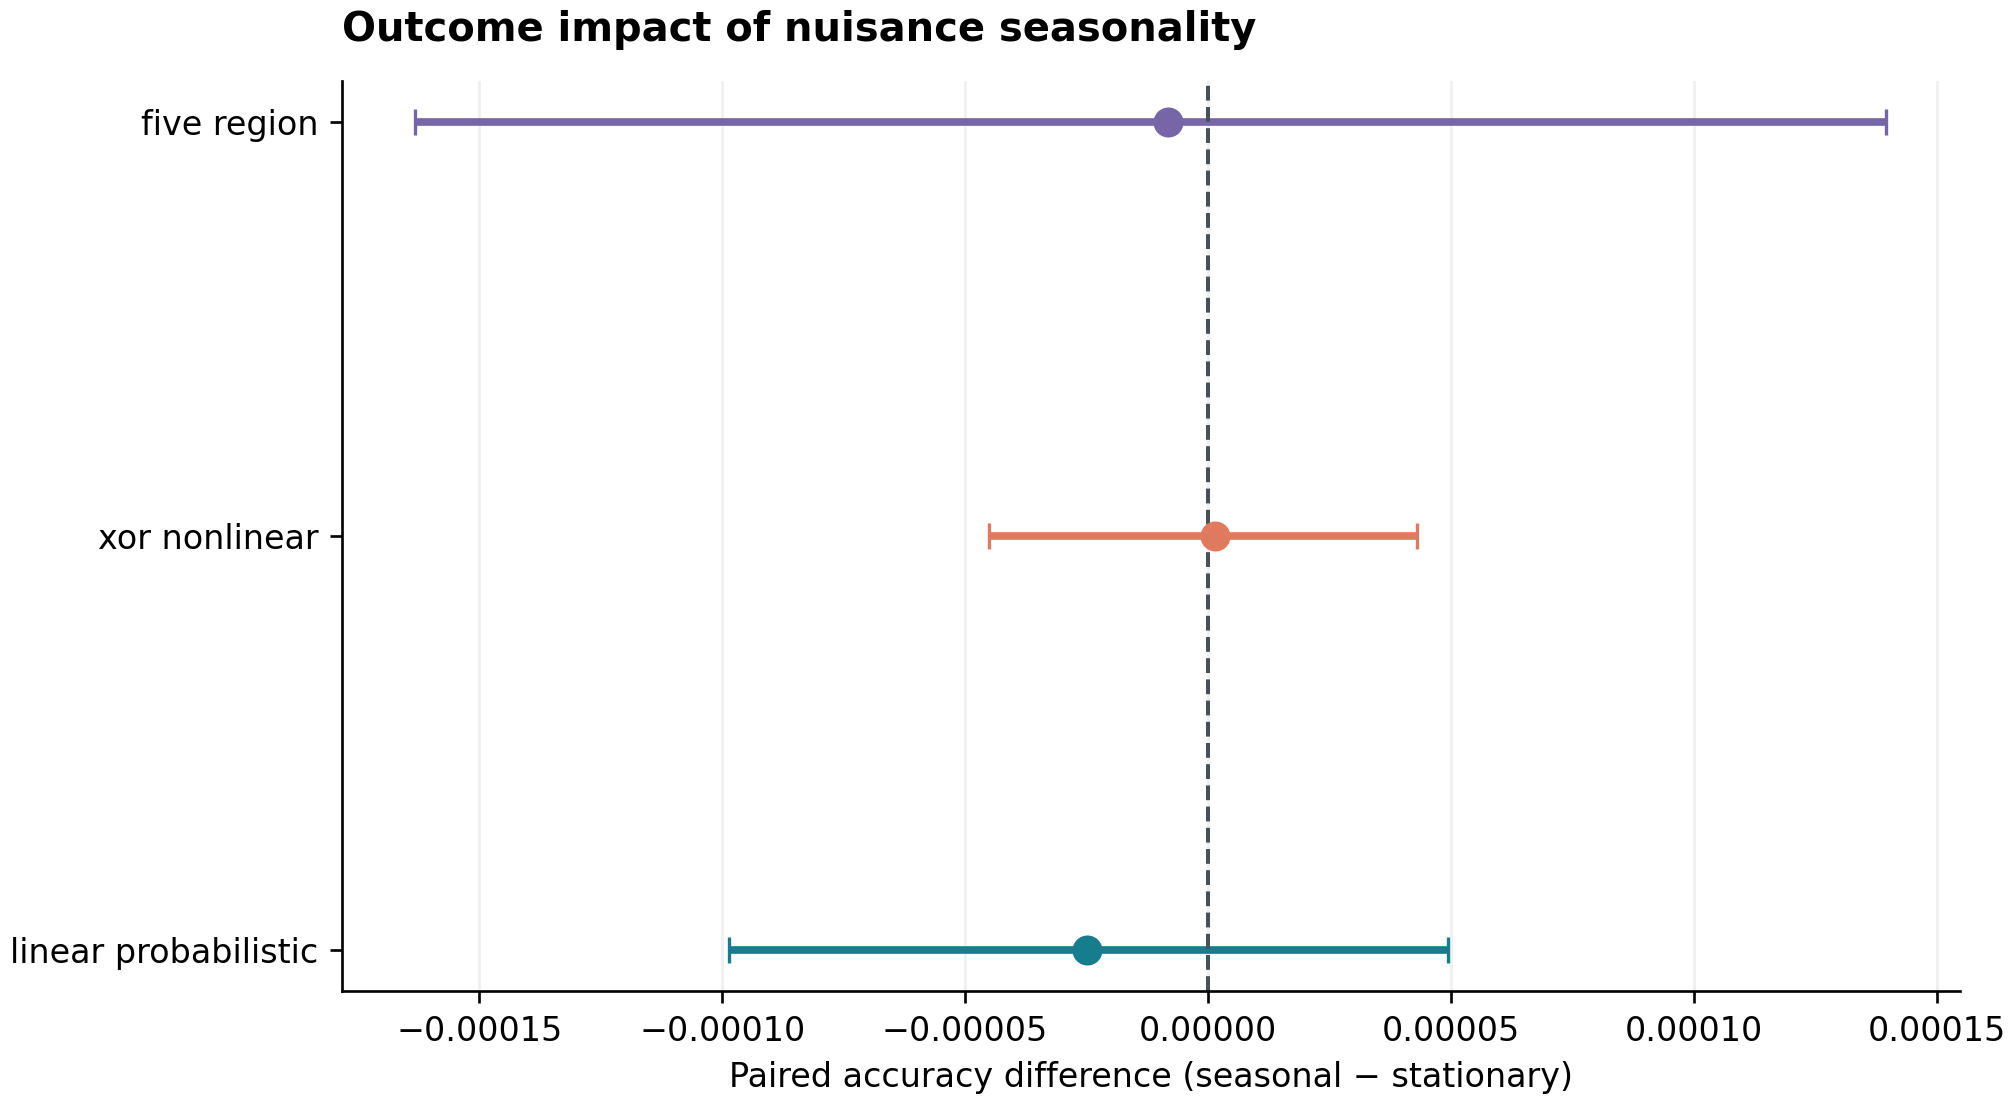 Outcome impact of nuisance seasonality
five region
xor nonlinear
linear probabilistic
−0.00015 −0.00010 −0.00005 0.00000 0.00005 0.00010 0.00015
Paired accuracy difference (seasonal − stationary)